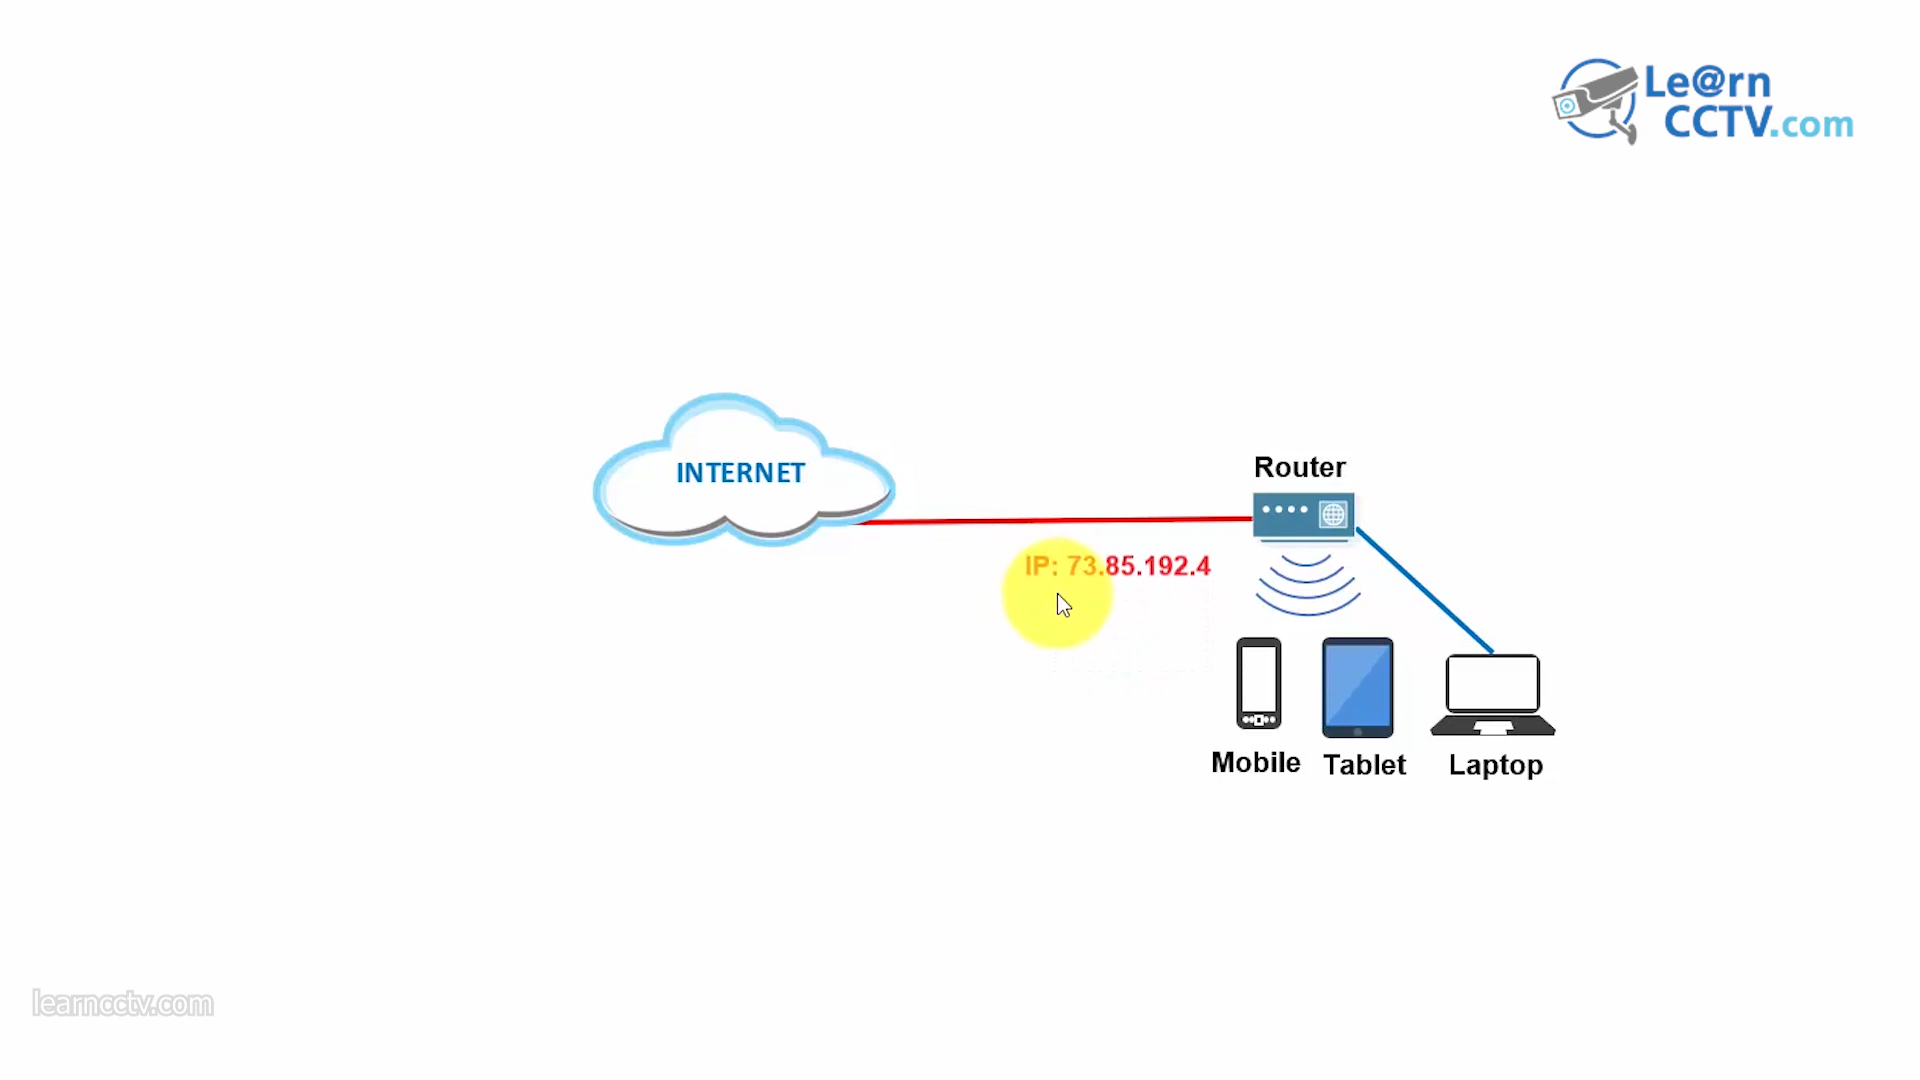 Le@rn
CCTV.com
INTERNET
Router
IP: 73.85.192.4
Mobile
Tablet
Laptop
learncctv.com